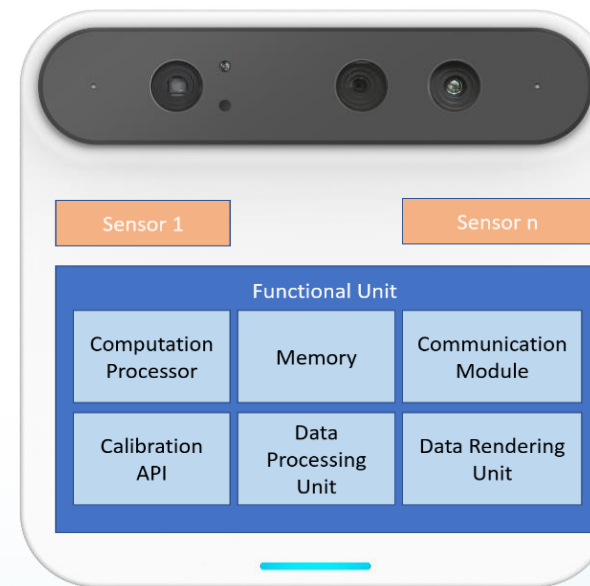 Sensor 1
Sensor n
Functional Unit
Computation
Processor
Memory
Communication
Module
Calibration
API
Data
Processing
Unit
Data Rendering
Unit